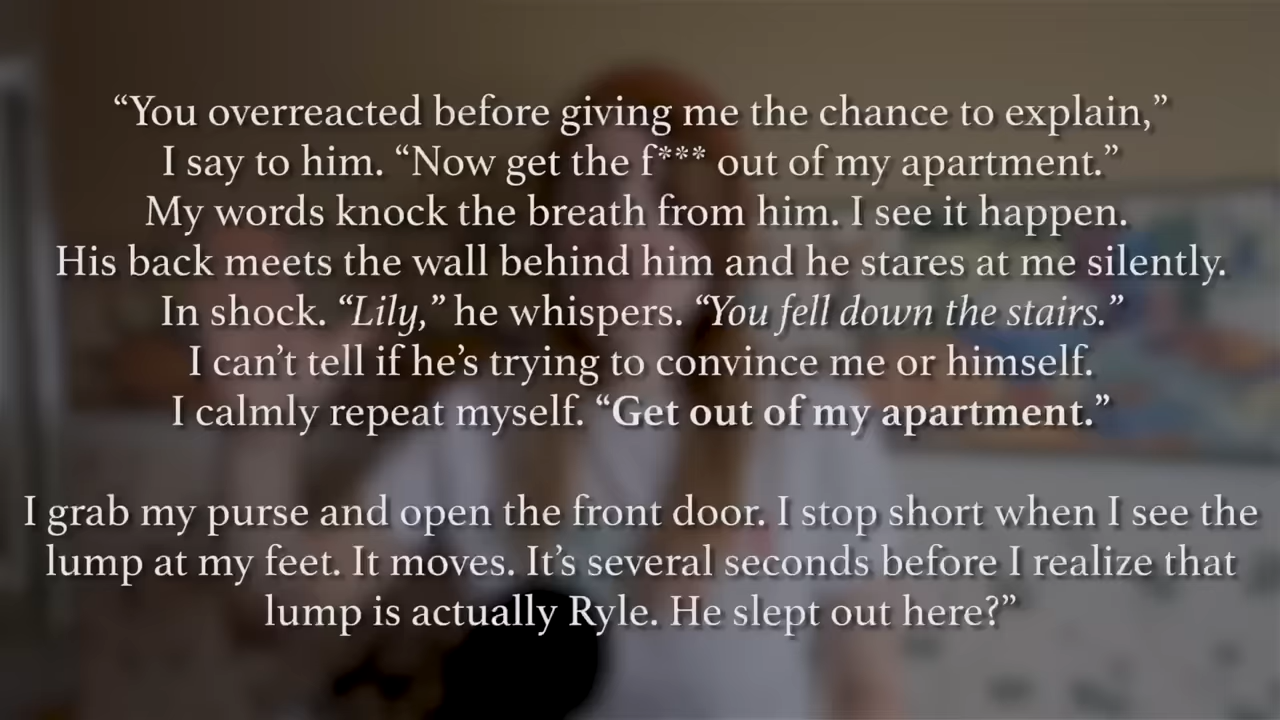 “You overreacted before giving me the chance to explain,”
I say to him. “Now get the f*** out of my apartment.”
My words knock the breath from him. I see it happen.
His back meets the wall behind him and he stares at me silently.
In shock. “Lily,” he whispers. “You fell down the stairs.”
I can’t tell if he’s trying to convince me or himself.
I calmly repeat myself. “Get out of my apartment.”
I grab my purse and open the front door. I stop short when I see the
lump at my feet. It moves. It’s several seconds before I realize that
lump is actually Ryle. He slept out here?”